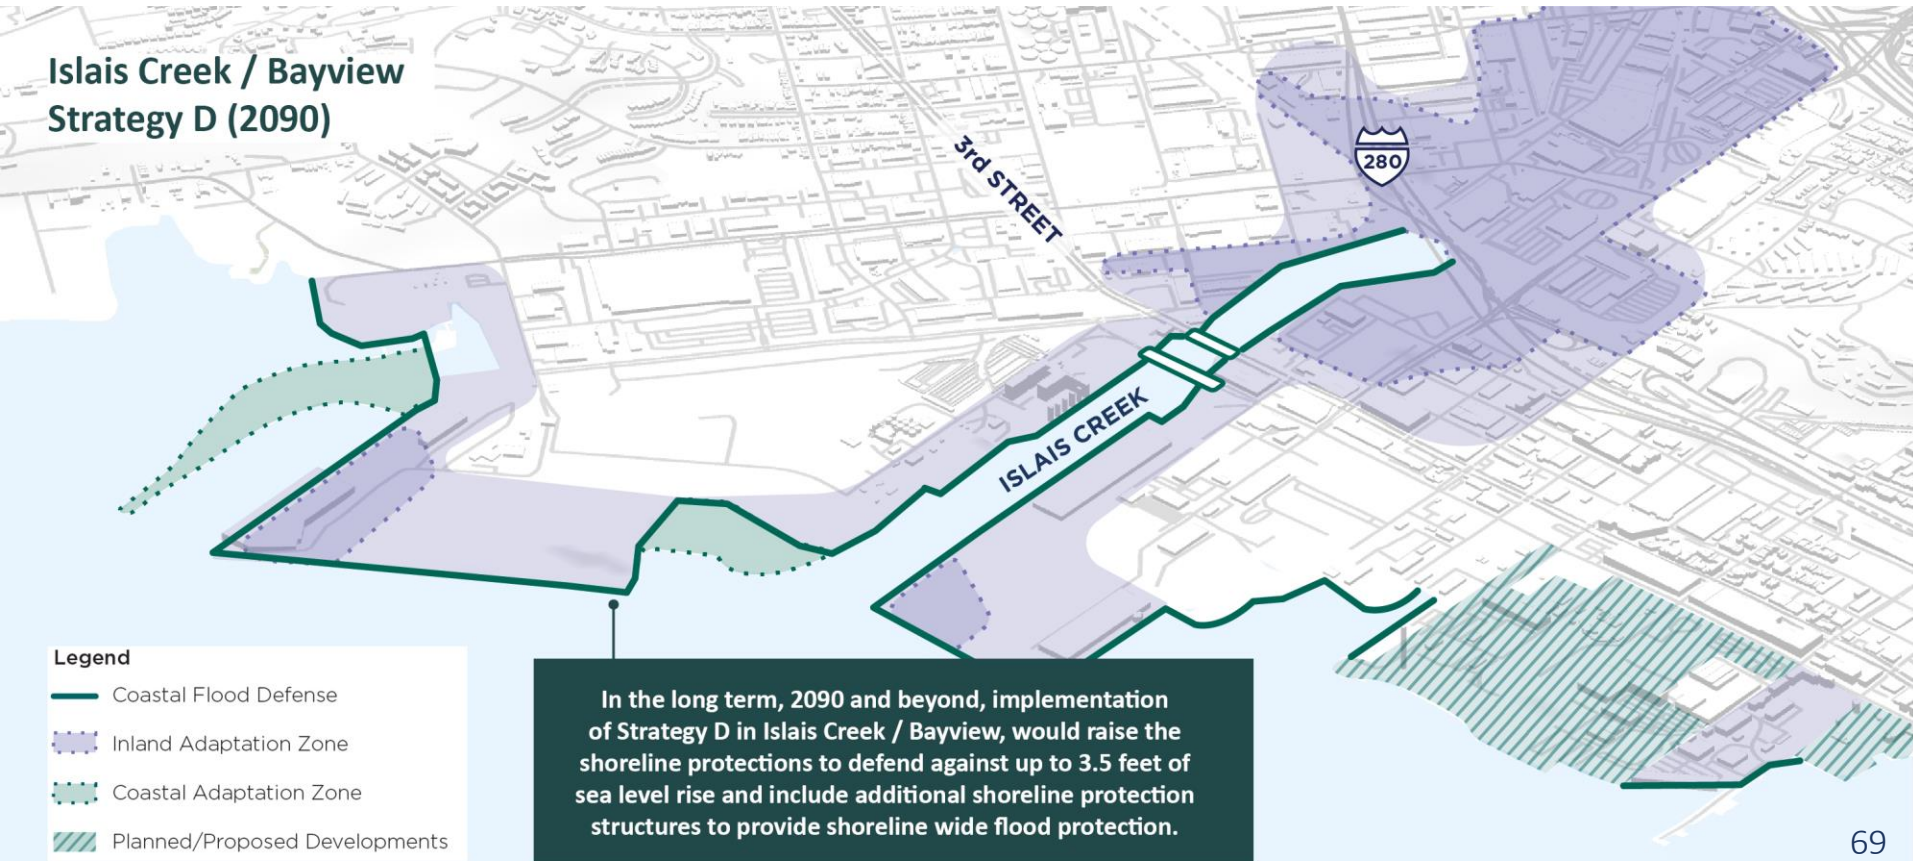 Islais Creek / Bayview
Strategy D (2090)
3rd STREET
280
ISLAIS CREEK
Legend
Coastal Flood Defense
Inland Adaptation Zone
Coastal Adaptation Zone
Planned/Proposed Developments
In the long term, 2090 and beyond, implementation
of Strategy D in Islais Creek / Bayview, would raise the
shoreline protections to defend against up to 3.5 feet of
sea level rise and include additional shoreline protection
structures to provide shoreline wide flood protection.
69